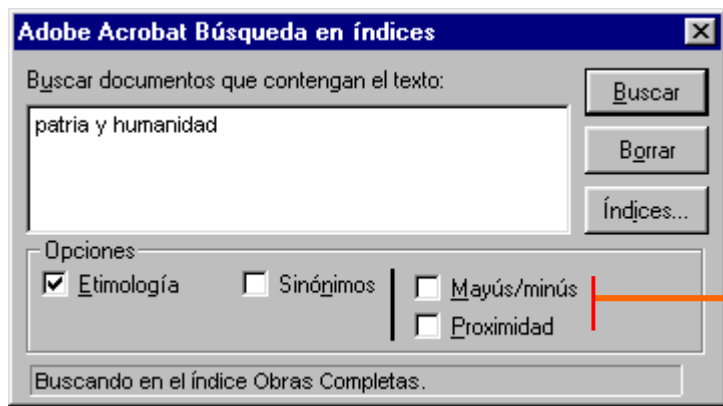 Adobe Acrobat Búsqueda en índices
Buscar documentos que contengan el texto:
patria y humanidad
Buscar
Borrar
Índices...
Opciones
Etimología
Sinónimos
Mayús/minús
Proximidad
Buscando en el índice Obras Completas.